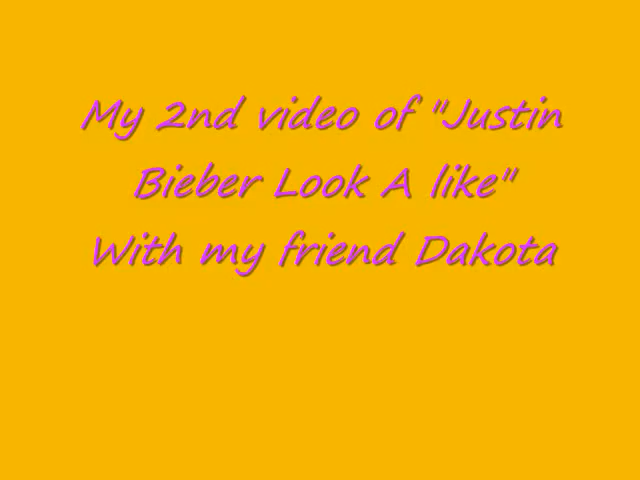 My 2nd video of "Justin
Bieber Look A like"
With my friend Dakota